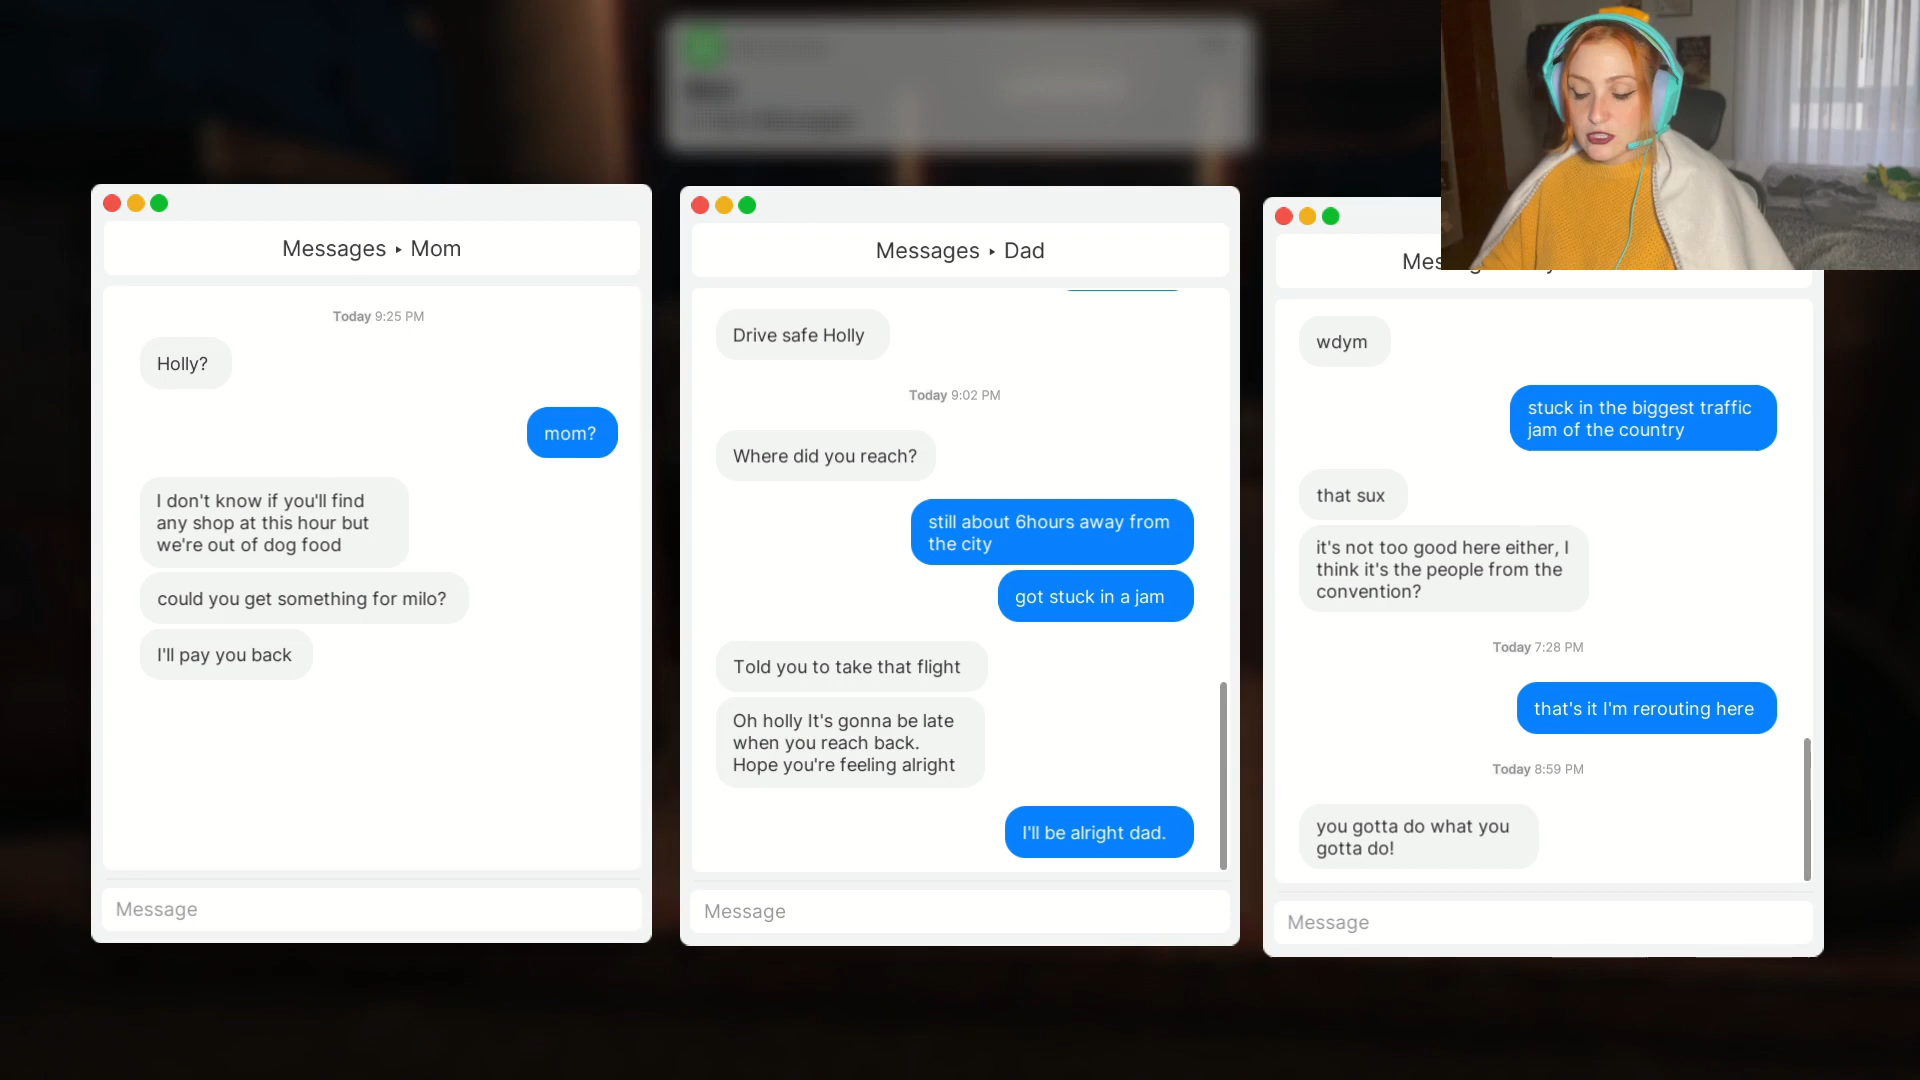 Messages ▸ Mom
Today 9:25 PM
Holly?
mom?
I don't know if you'll find
any shop at this hour but
we're out of dog food
could you get something for milo?
I'll pay you back
Message
Messages ▸ Dad
Drive safe Holly
Today 9:02 PM
Where did you reach?
still about 6hours away from
the city
got stuck in a jam
Told you to take that flight
Oh holly It's gonna be late
when you reach back.
Hope you're feeling alright
I'll be alright dad.
Message
wdym
stuck in the biggest traffic
jam of the country
that sux
it's not too good here either, I
think it's the people from the
convention?
Today 7:28 PM
that's it I'm rerouting here
Today 8:59 PM
you gotta do what you
gotta do!
Message